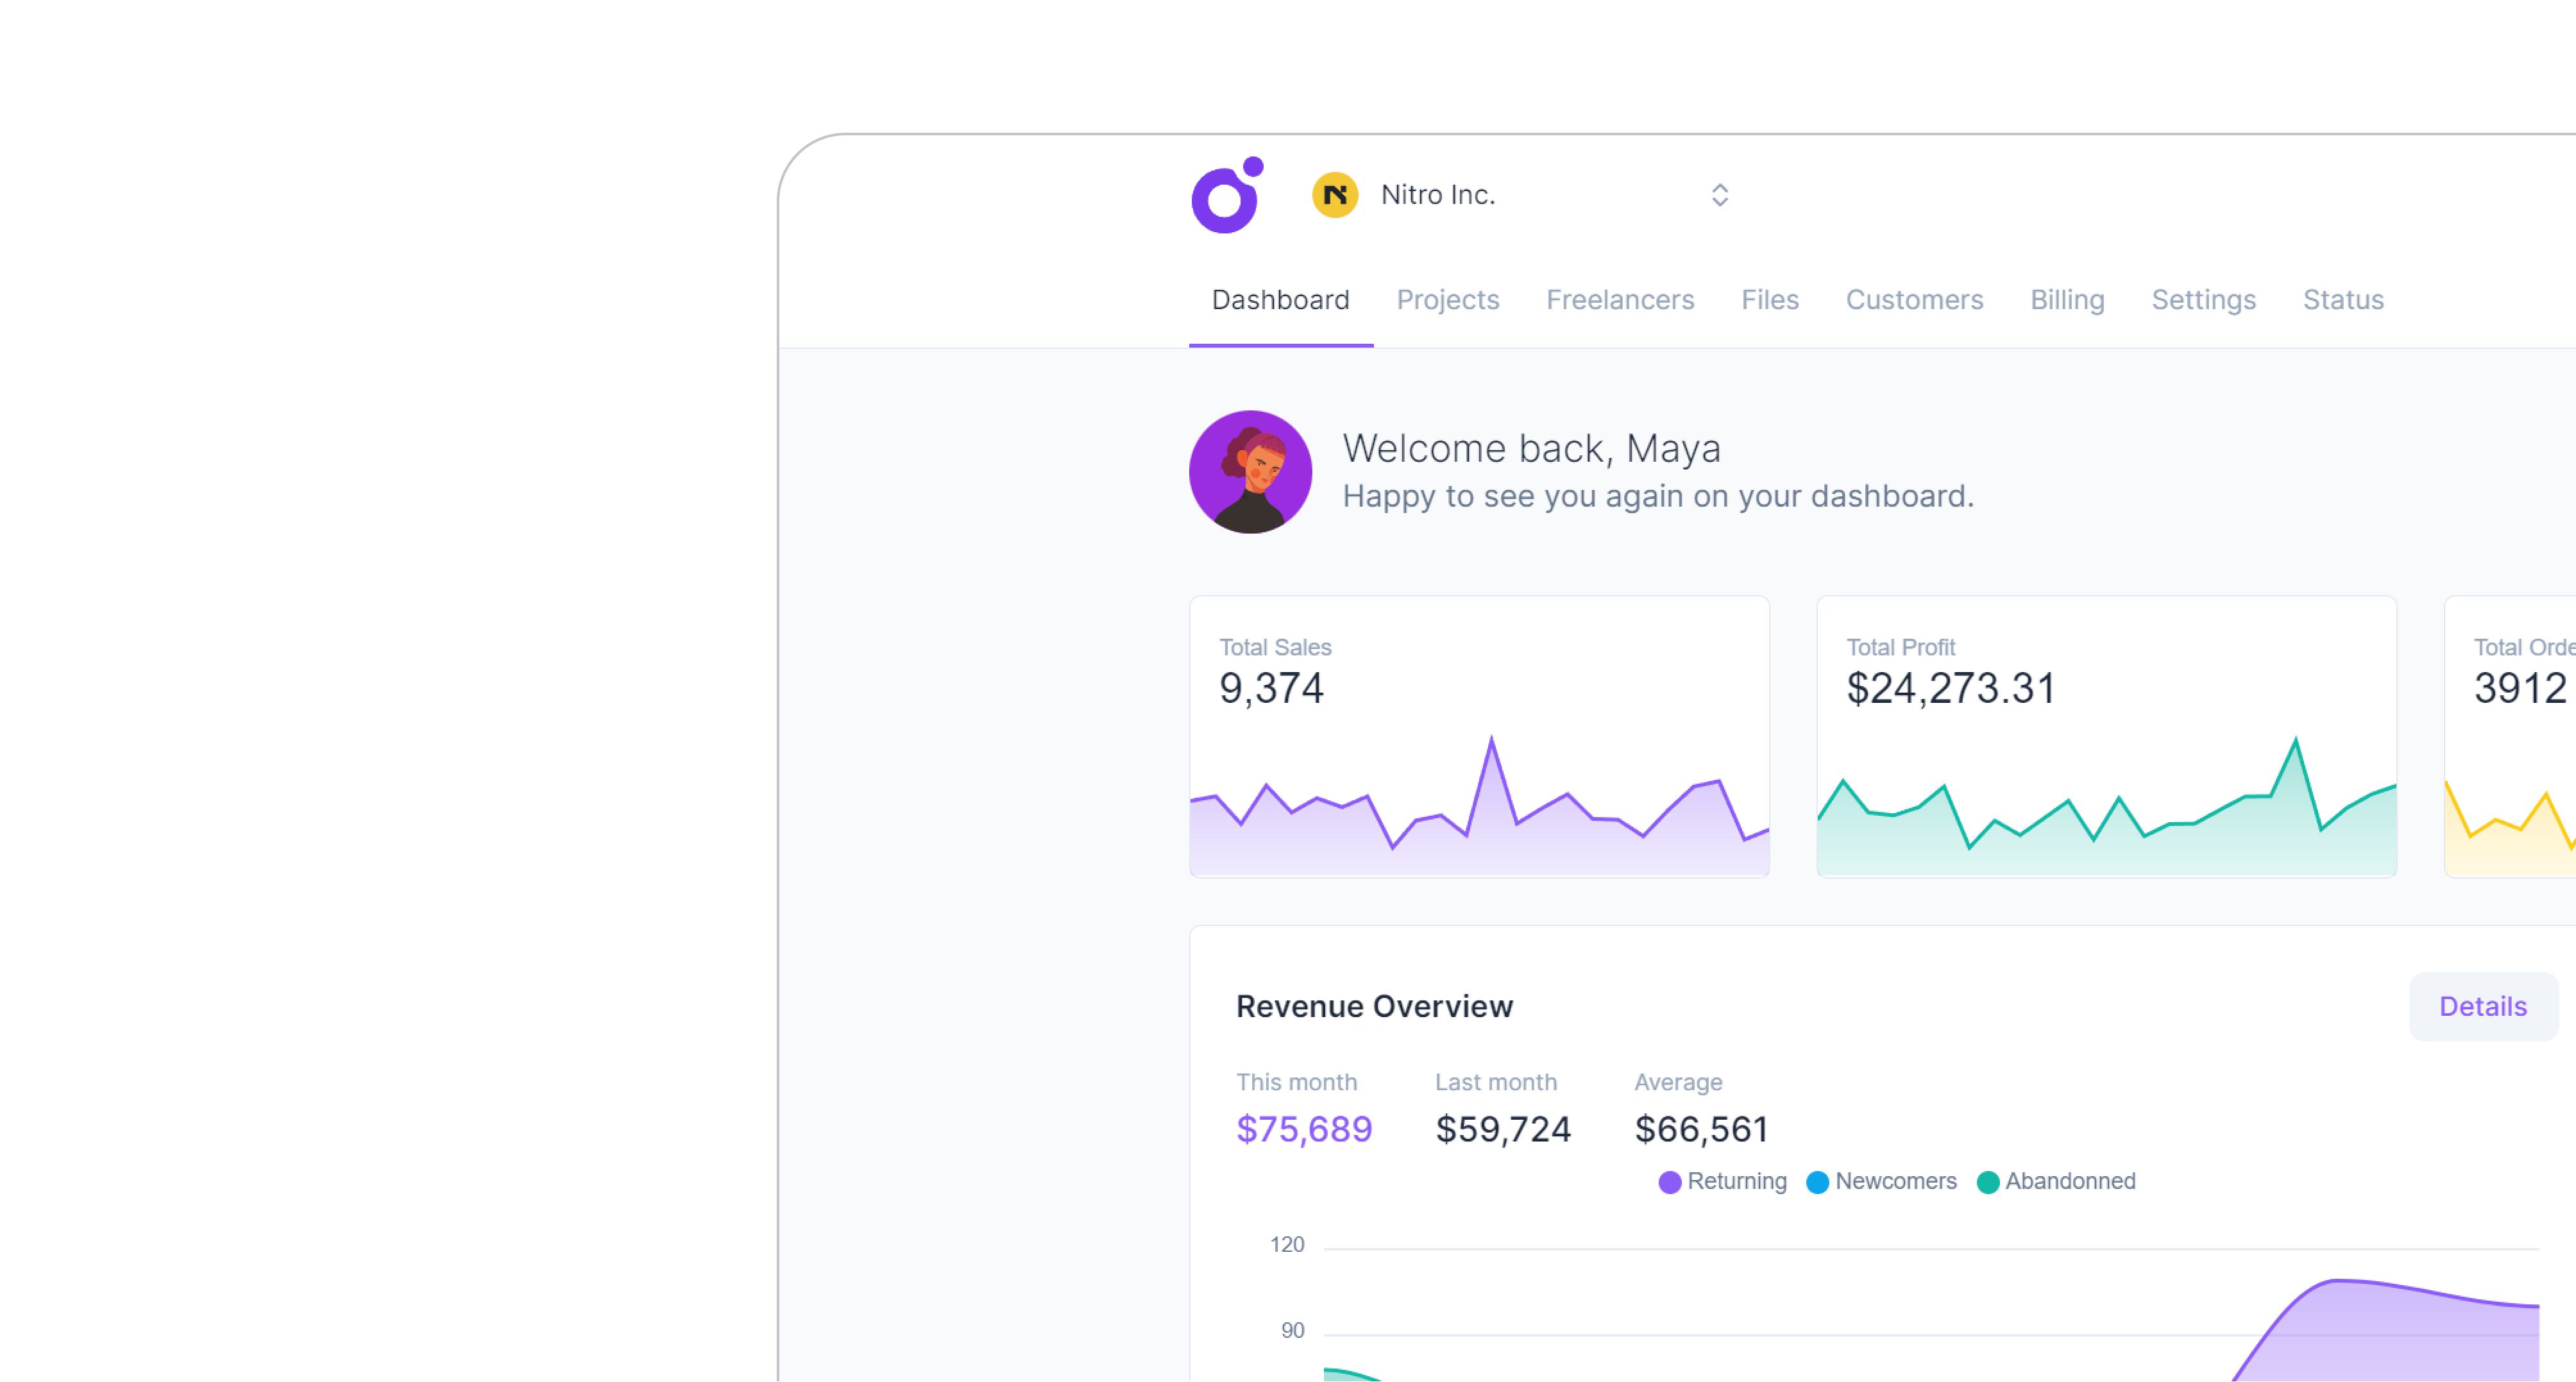 Nitro Inc.
Dashboard Projects Freelancers Files Customers Billing Settings Status
Welcome back, Maya
Happy to see you again on your dashboard.
Total Sales
9,374
Total Profit
$24,273.31
Total Orde
3912
Revenue Overview
Details
This month Last month Average
$75,689 $59,724 $66,561
Returning Newcomers Abandonned
120
90